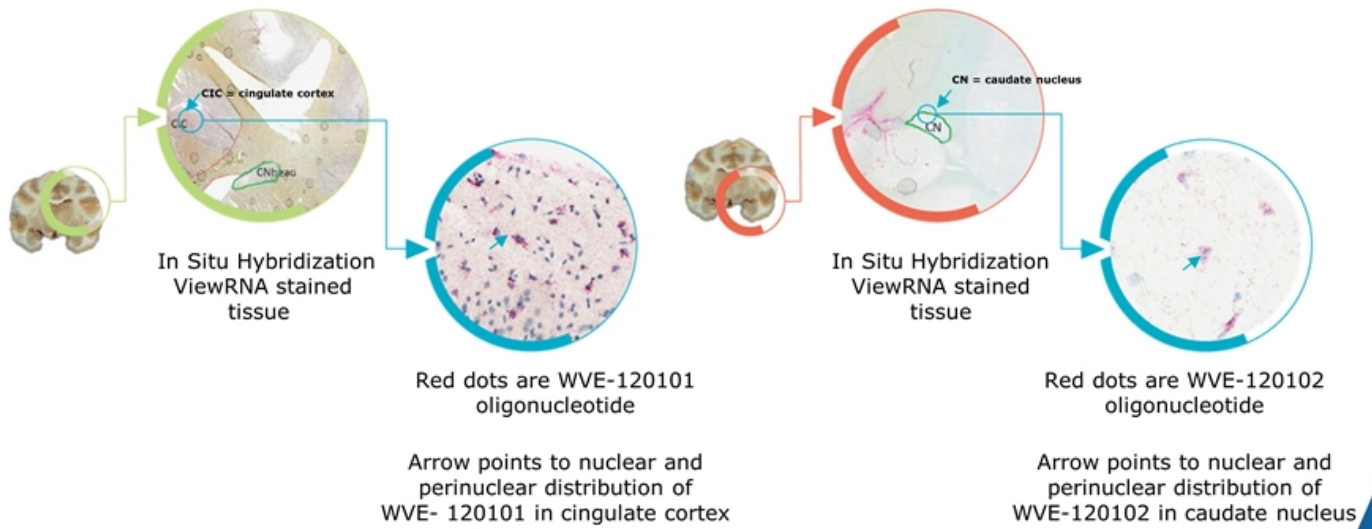 CIC = cingulate cortex
CIC
CNhead
In Situ Hybridization
ViewRNA stained
tissue
Red dots are WVE-120101
oligonucleotide
Arrow points to nuclear and
perinuclear distribution of
WVE- 120101 in cingulate cortex
CN = caudate nucleus
CN
In Situ Hybridization
ViewRNA stained
tissue
Red dots are WVE-120102
oligonucleotide
Arrow points to nuclear and
perinuclear distribution of
WVE-120102 in caudate nucleus